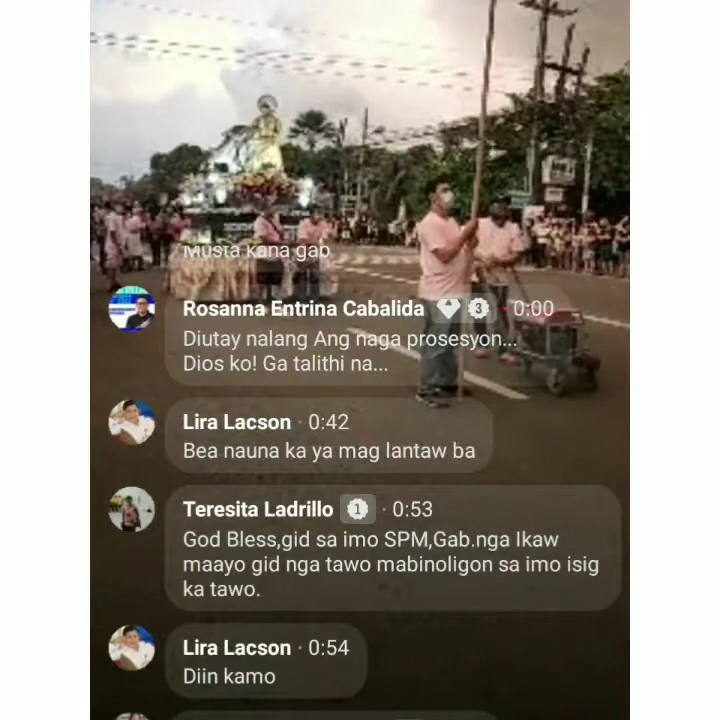 Musta kana gab
Rosanna Entrina Cabalida 3 · 0:00
Diutay nalang Ang naga prosesyon...
Dios ko! Ga talithi na...
Lira Lacson · 0:42
Bea nauna ka ya mag lantaw ba
Teresita Ladrillo 1 · 0:53
God Bless,gid sa imo SPM,Gab.nga Ikaw
maayo gid nga tawo mabinoligon sa imo isig
ka tawo.
Lira Lacson · 0:54
Diin kamo